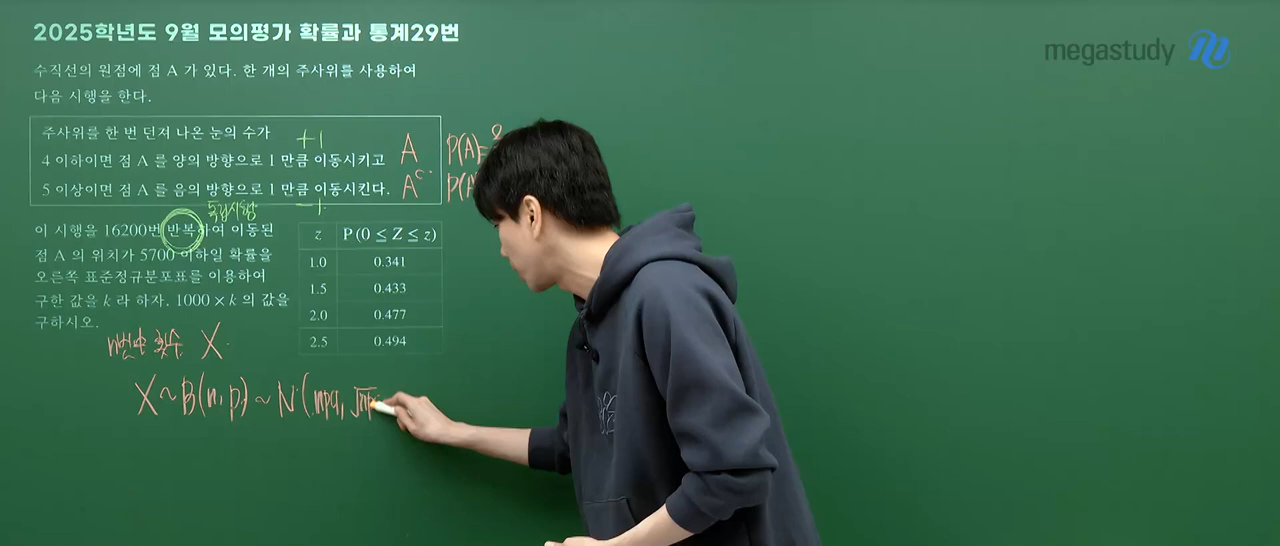 2025학년도 9월 모의평가 확률과 통계29번
megastudy
수직선의 원점에 점 A 가 있다. 한 개의 주사위를 사용하여
다음 시행을 한다.
주사위를 한 번 던져 나온 눈의 수가
+1
4 이하이면 점 A 를 양의 방향으로 1 만큼 이동시키고
A P(A)=
5 이상이면 점 A 를 음의 방향으로 1 만큼 이동시킨다.
Aᶜ P(A
독립시행 -1
이 시행을 16200번 반복하여 이동된
점 A 의 위치가 5700 이하일 확률을
오른쪽 표준정규분포표를 이용하여
구한 값을 k 라 하자. 1000 × k 의 값을
구하시오.
z P(0 ≤ Z ≤ z)
1.0 0.341
1.5 0.433
2.0 0.477
2.5 0.494
X
X ~ B(n, p) ~ N(